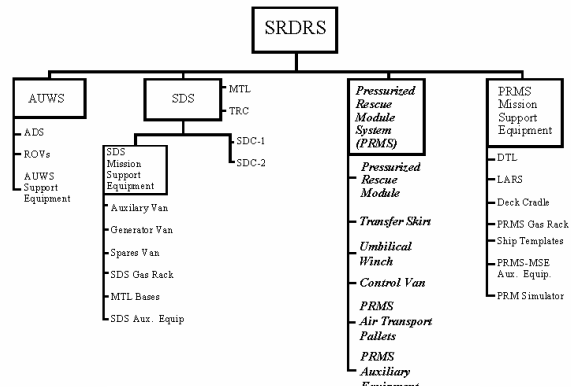 SRDRS
AUWS
ADS
ROVs
AUWS
Support
Equipment
SDS
MTL
TRC
SDC-1
SDC-2
SDS
Mission
Support
Equipment
Auxilary Van
Generator Van
Spares Van
SDS Gas Rack
MTL Bases
SDS Aux. Equip
Pressurized
Rescue
Module
System
(PRMS)
Pressurized
Rescue
Module
Transfer Skirt
Umbilical
Winch
Control Van
PRMS
Air Transport
Pallets
PRMS
Auxiliary
Equipment
PRMS
Mission
Support
Equipment
DTL
LARS
Deck Cradle
PRMS Gas Rack
Ship Templates
PRMS-MSE
Aux. Equip.
PRM Simulator